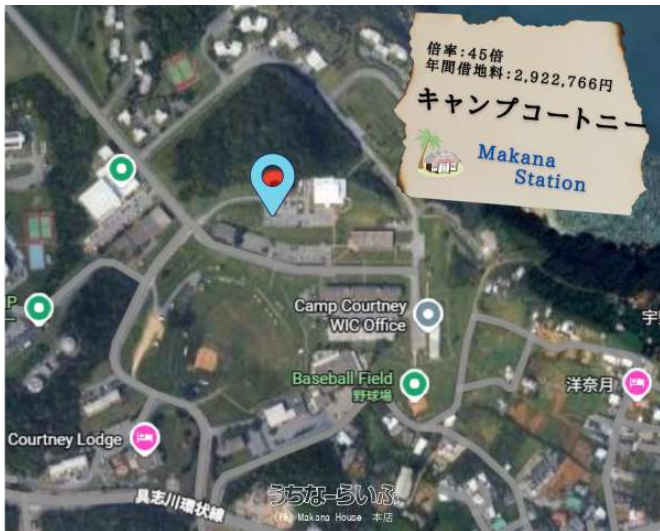 倍率:45倍
年間借地料:2,922,766円
キャンプコートニー
Makana
Station
Camp Courtney
WIC Office
P
宇
Baseball Field
野球場
洋奈月
Courtney Lodge
具志川環状線
うちなーらいふ
(株) Makana House 本店